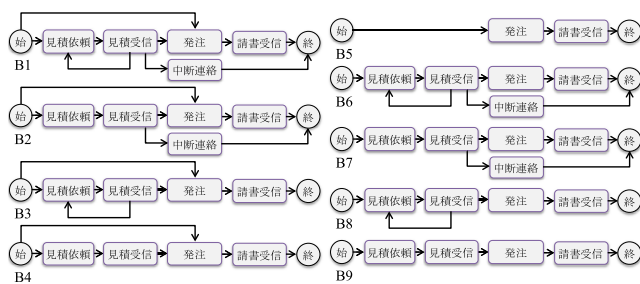 始 見積依頼 見積受信 発注 請書受信 終
中断連絡
B1
始 見積依頼 見積受信 発注 請書受信 終
中断連絡
B2
始 見積依頼 見積受信 発注 請書受信 終
B3
始 見積依頼 見積受信 発注 請書受信 終
B4
始 発注 請書受信 終
B5
始 見積依頼 見積受信 発注 請書受信 終
B6
中断連絡
始 見積依頼 見積受信 発注 請書受信 終
B7
中断連絡
始 見積依頼 見積受信 発注 請書受信 終
B8
始 見積依頼 見積受信 発注 請書受信 終
B9